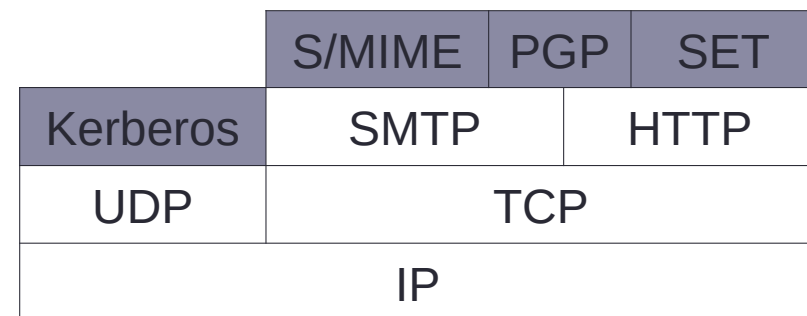 S/MIME PGP SET
Kerberos SMTP HTTP
UDP TCP
IP